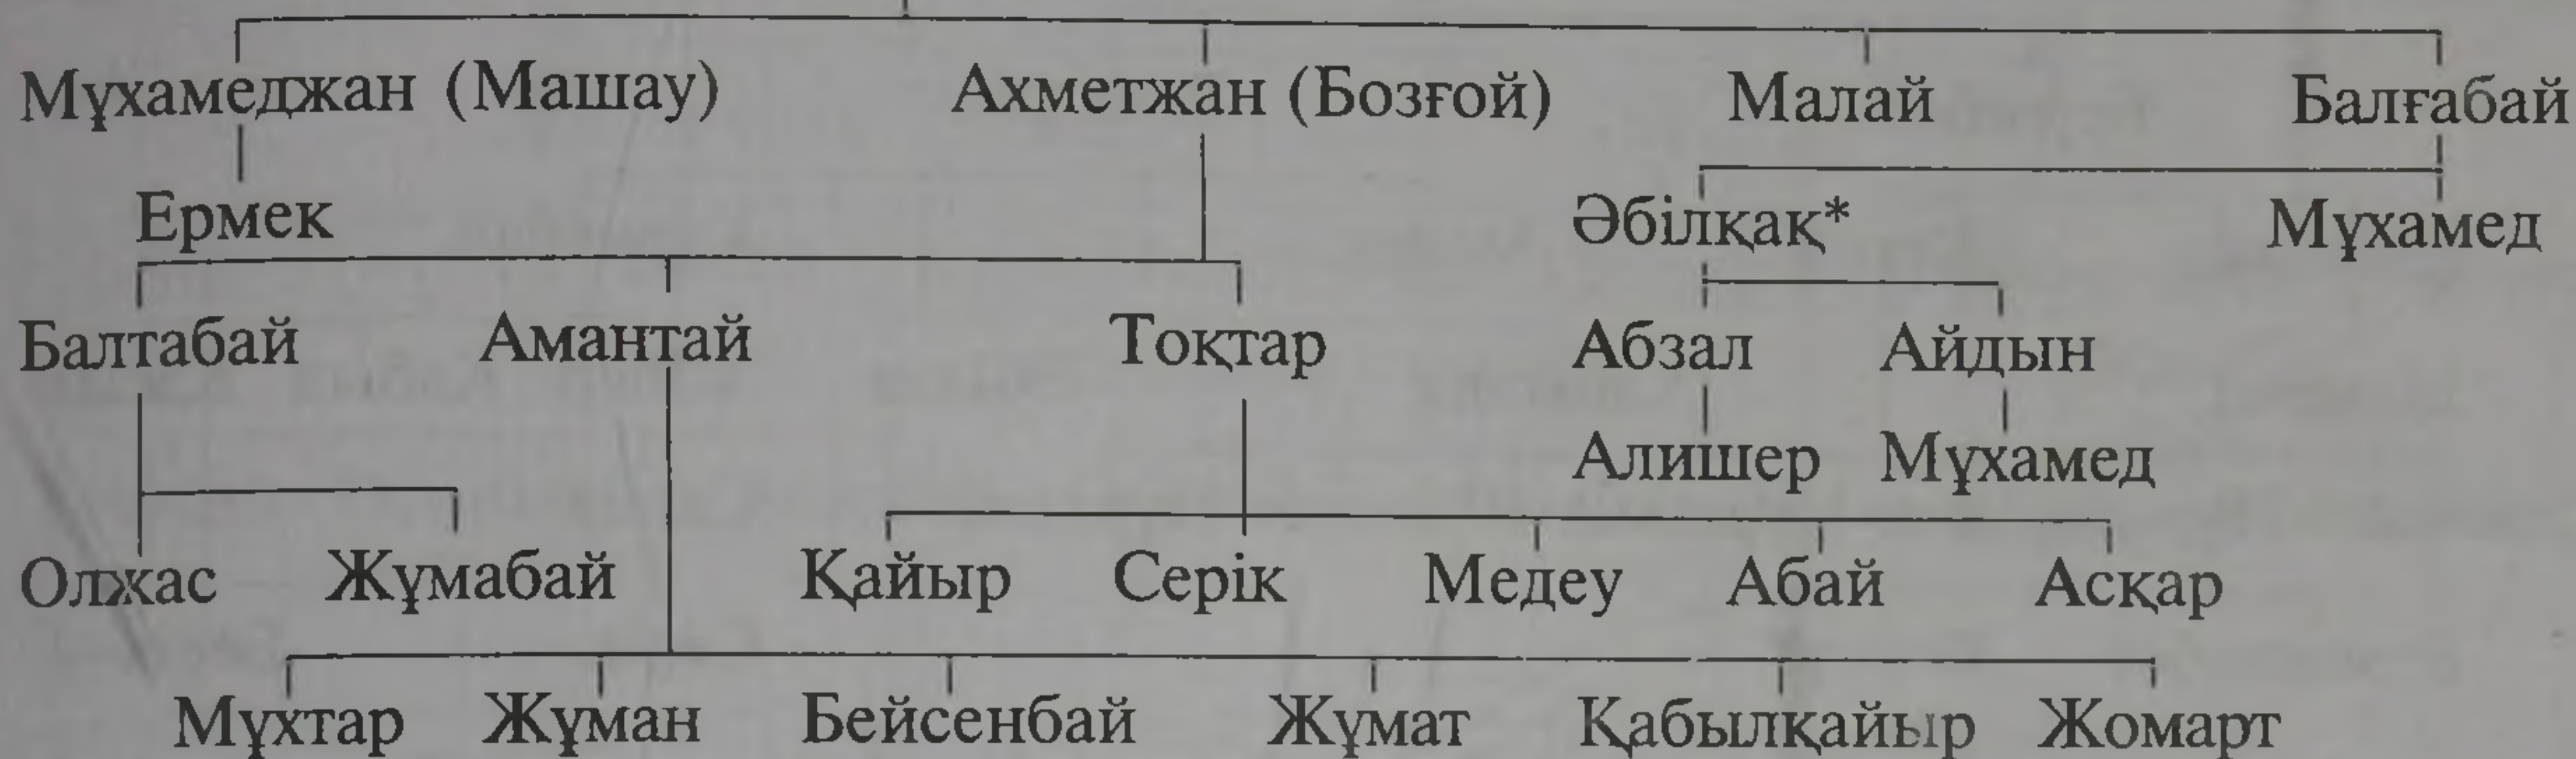 Мұхамеджан (Машау) Ахметжан (Бозғой) Малай Балғабай
Ермек Әбілқақ* Мұхамед
Балтабай Амантай Тоқтар Абзал Айдын
Алишер Мұхамед
Олжас Жұмабай Қайыр Серік Медеу Абай Асқар
Мұхтар Жұман Бейсенбай Жұмат Қабылқайыр Жомарт